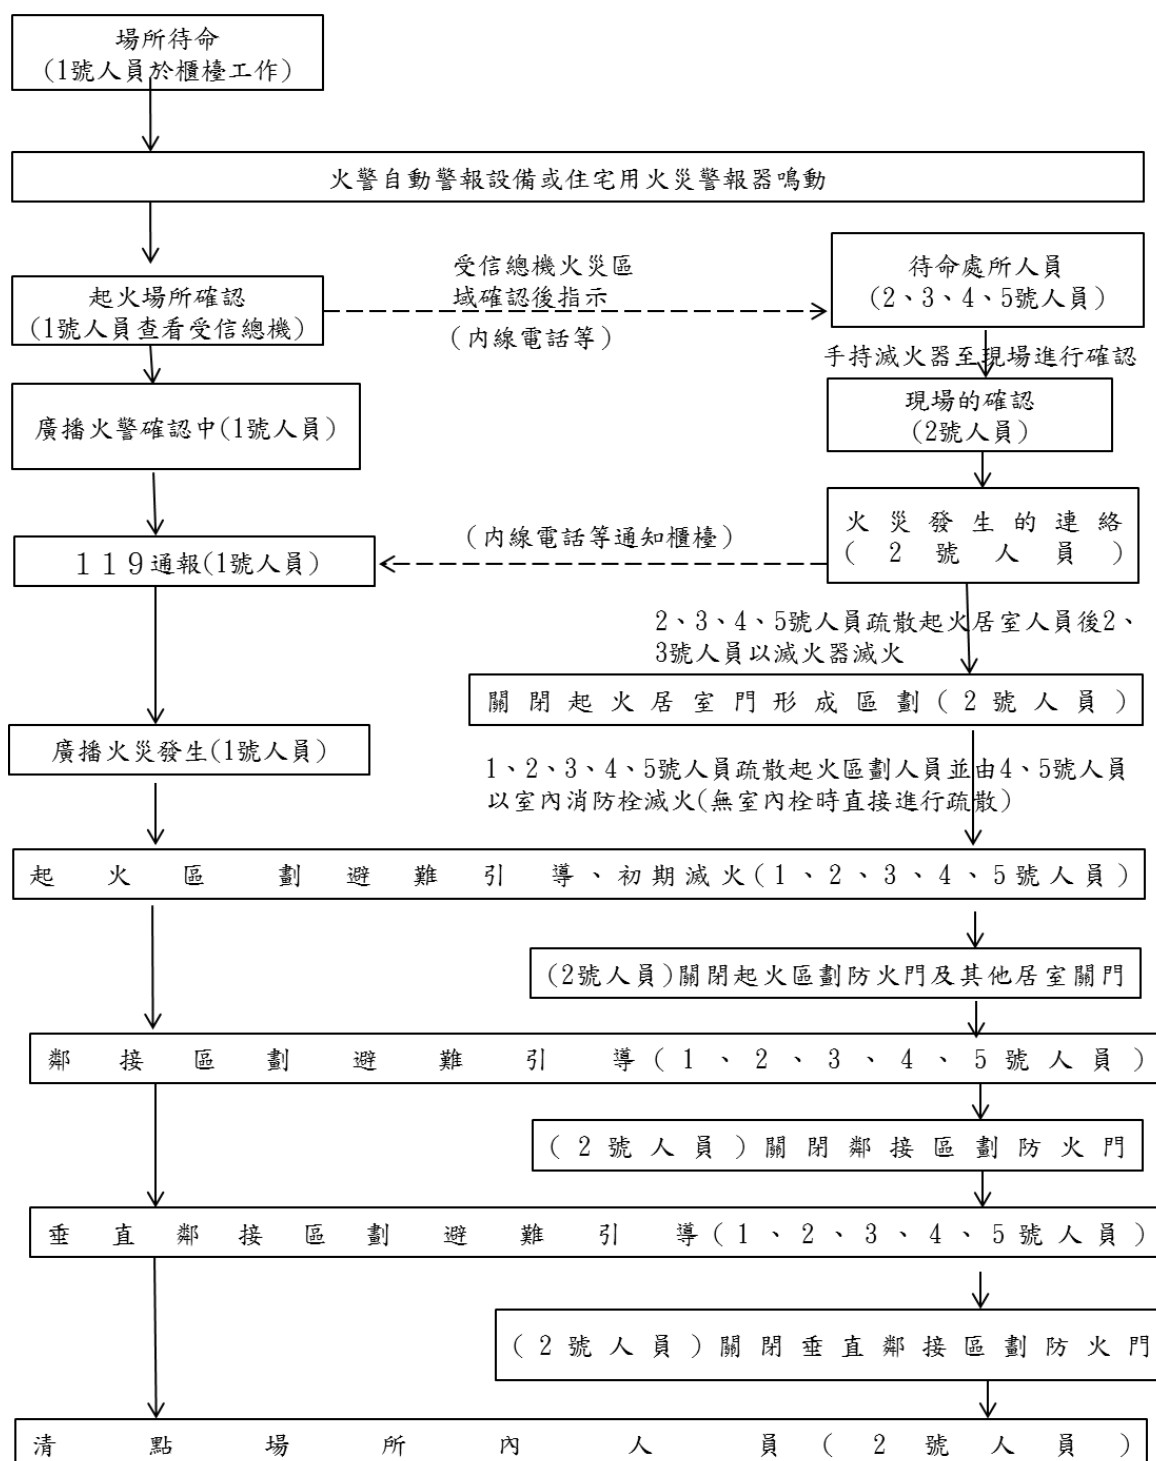 場所待命
(1號人員於櫃檯工作)
火警自動警報設備或住宅用火災警報器鳴動
起火場所確認
(1號人員查看受信總機)
受信總機火災區
域確認後指示
(內線電話等)
待命處所人員
(2、3、4、5號人員)
手持滅火器至現場進行確認
廣播火警確認中(1號人員)
現場的確認
(2號人員)
火災發生的連絡
(2號人員)
(內線電話等通知櫃檯)
119通報(1號人員)
2、3、4、5號人員疏散起火居室人員後2、
3號人員以滅火器滅火
關閉起火居室門形成區劃(2號人員)
廣播火災發生(1號人員)
1、2、3、4、5號人員疏散起火區劃人員並由4、5號人員
以室內消防栓滅火(無室內栓時直接進行疏散)
起火區劃避難引導、初期滅火(1、2、3、4、5號人員)
(2號人員)關閉起火區劃防火門及其他居室關門
鄰接區劃避難引導(1、2、3、4、5號人員)
(2號人員)關閉鄰接區劃防火門
垂直鄰接區劃避難引導(1、2、3、4、5號人員)
(2號人員)關閉垂直鄰接區劃防火門
清點場所內人員(2號人員)